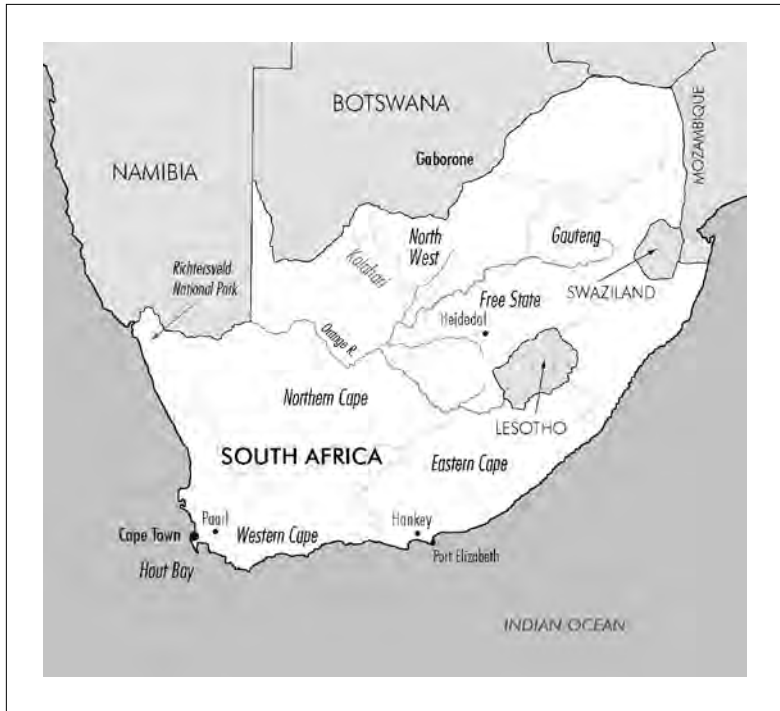 BOTSWANA
MOZAMBIQUE
NAMIBIA
Gaborone
North
West
Gauteng
Kalahari
Richtersveld
National Park
SWAZILAND
Free State
Heidedal
Orange R.
Northern Cape
LESOTHO
SOUTH AFRICA
Eastern Cape
Paarl
Hankey
Cape Town
Western Cape
Port Elizabeth
Hout Bay
INDIAN OCEAN